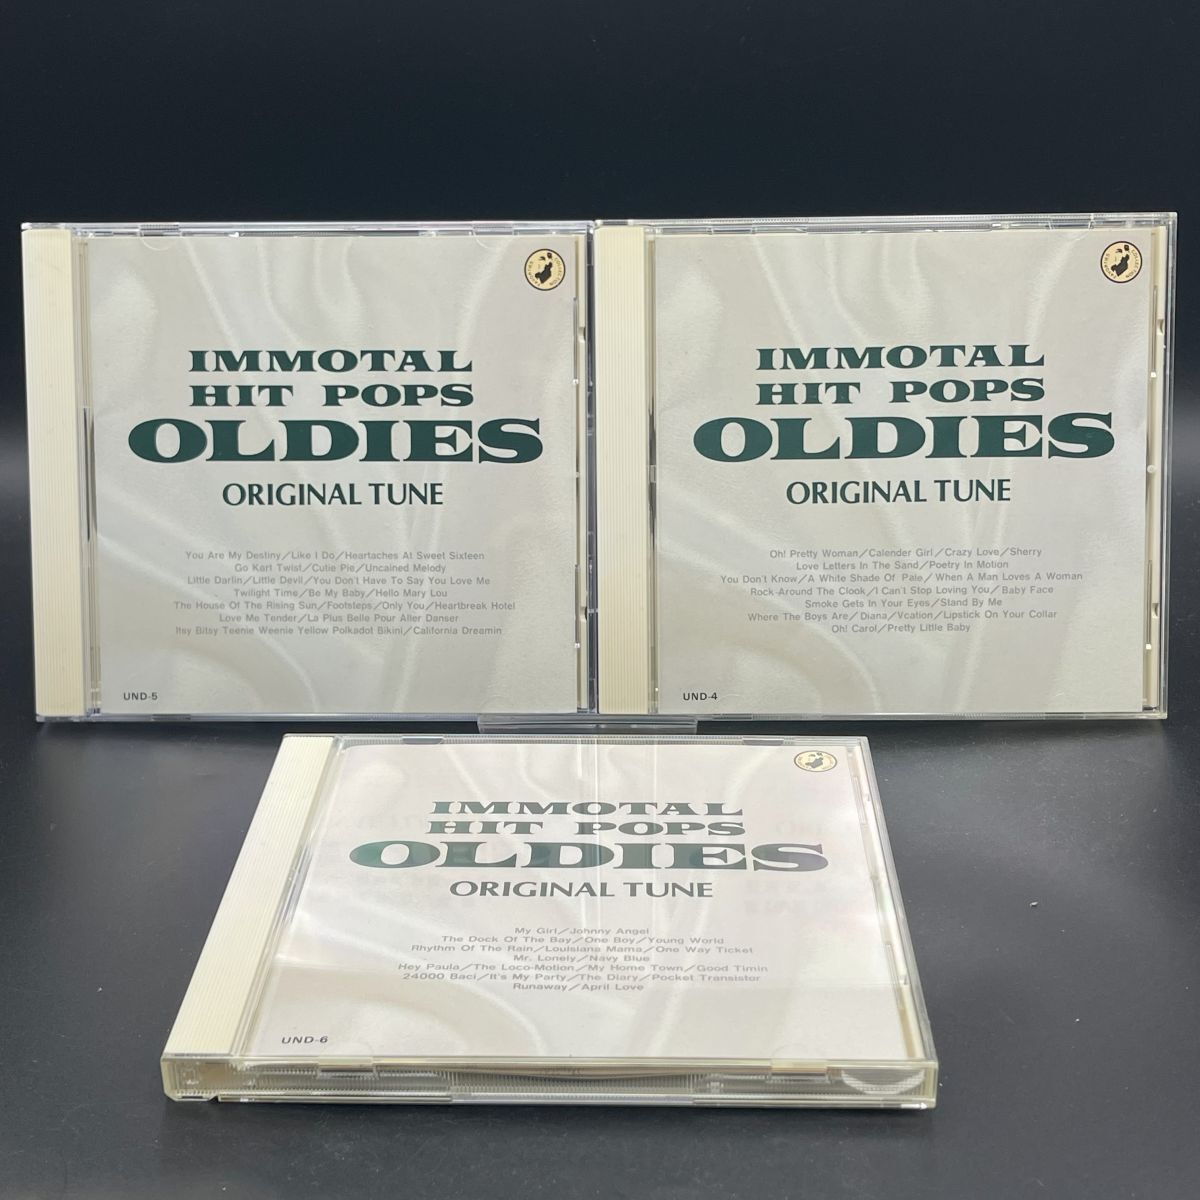 IMMOTAL
HIT POPS
OLDIES
ORIGINAL TUNE
You Are My Destiny／Like I Do／Heartaches At Sweet Sixteen
Go Kart Twist／Cutie Pie／Uncained Melody
Little Darlin／Little Devil／You Don't Have To Say You Love Me
Twilight Time／Be My Baby／Hello Mary Lou
The House Of The Rising Sun／Footsteps／Only You／Heartbreak Hotel
Love Me Tender／La Plus Belle Pour Aller Danser
Itsy Bitsy Teenie Weenie Yellow Polkadot Bikini／California Dreamin
UND-5
IMMOTAL
HIT POPS
OLDIES
ORIGINAL TUNE
Oh! Pretty Woman／Calender Girl／Crazy Love／Sherry
Love Letters In The Sand／Poetry In Motion
You Don't Know／A White Shade Of Pale／When A Man Loves A Woman
Rock Around The Clook／I Can't Stop Loving You／Baby Face
Smoke Gets In Your Eyes／Stand By Me
Where The Boys Are／Diana／Vcation／Lipstick On Your Collar
Oh! Carol／Pretty Little Baby
UND-4
IMMOTAL
HIT POPS
OLDIES
ORIGINAL TUNE
My Girl／Johnny Angel
The Dock Of The Bay／One Boy／Young World
Rhythm Of The Rain／Louisiana Mama／One Way Ticket
Mr. Lonely／Navy Blue
Hey Paula／The Loco-Motion／My Home Town／Good Timin
24000 Baci／It's My Party／The Diary／Pocket Transistor
Runaway／April Love
UND-6